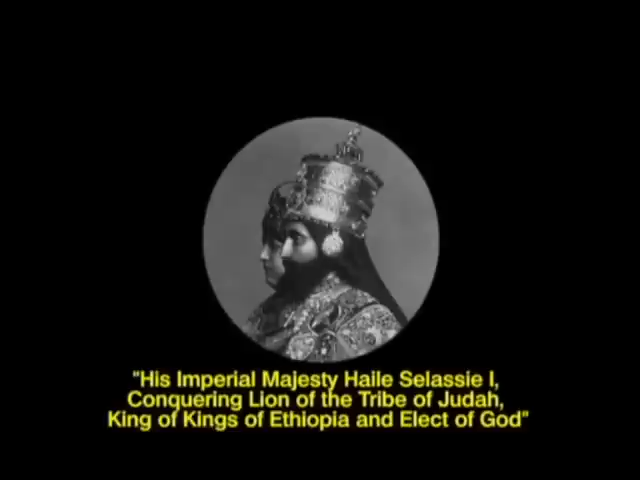 "His Imperial Majesty Haile Selassie I,
Conquering Lion of the Tribe of Judah,
King of Kings of Ethiopia and Elect of God"